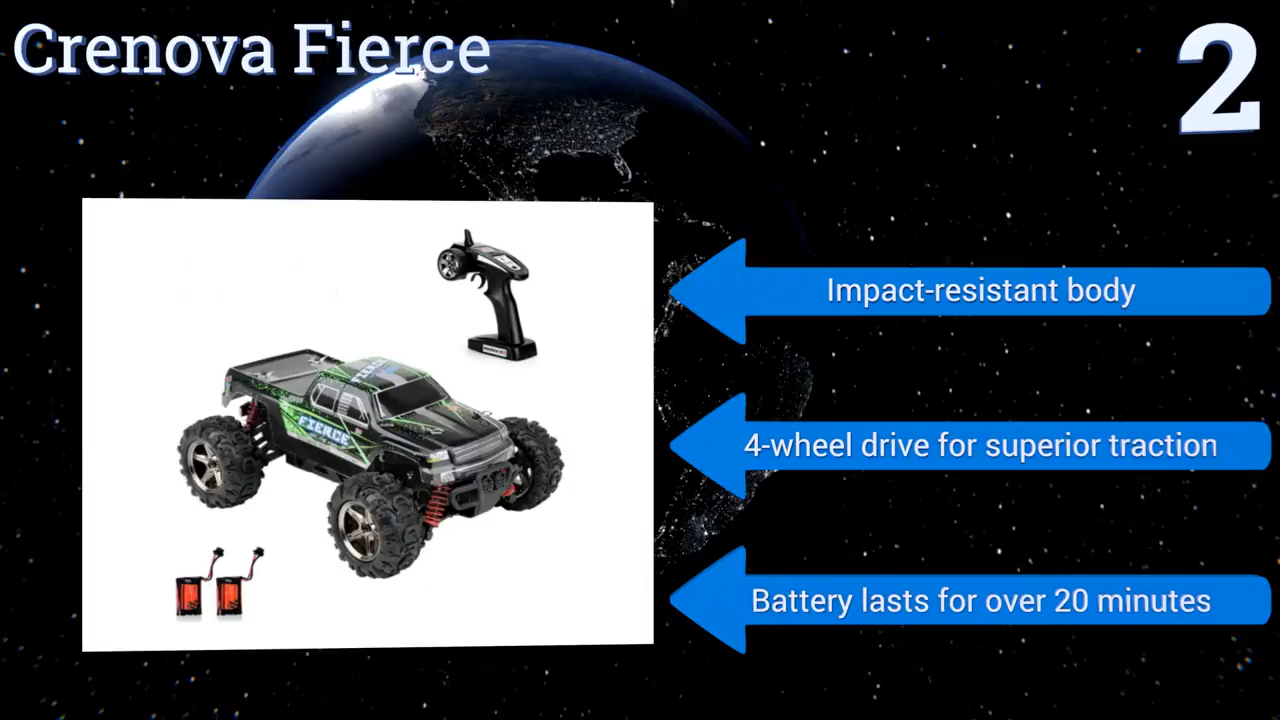 Crenova Fierce
2
Impact-resistant body
4-wheel drive for superior traction
Battery lasts for over 20 minutes
FIERCE
FIERCE